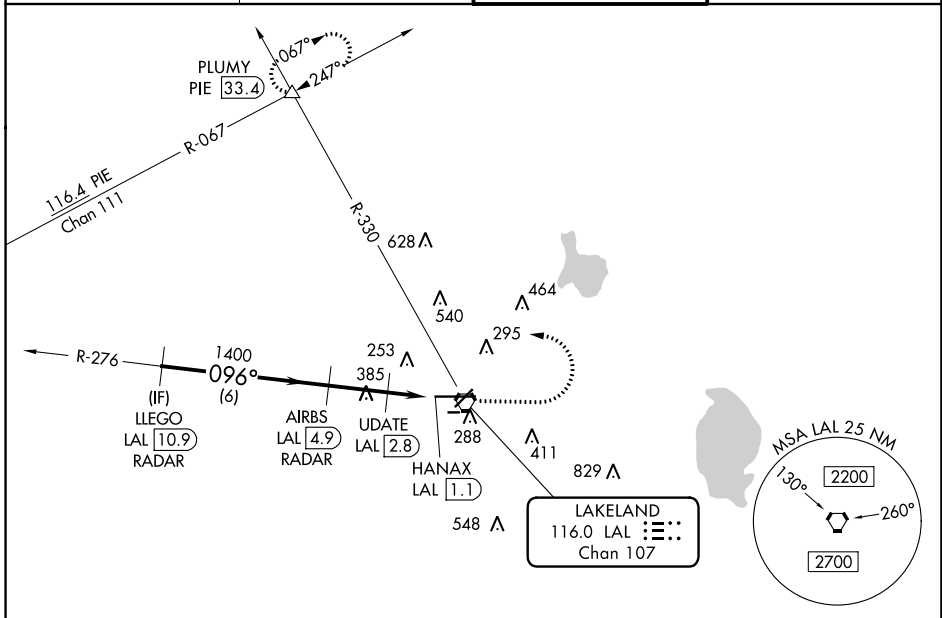 067°
247°
PLUMY
PIE 33.4
R-067
116.4 PIE
Chan 111
R-330
628
464
540
295
R-276
1400
096°
(6)
253
385
(IF)
LLEGO
LAL 10.9
RADAR
AIRBS
LAL 4.9
RADAR
UDATE
LAL 2.8
288
HANAX
LAL 1.1
411
829
548
LAKELAND
116.0 LAL
Chan 107
MSA LAL 25 NM
130°
2200
260°
2700